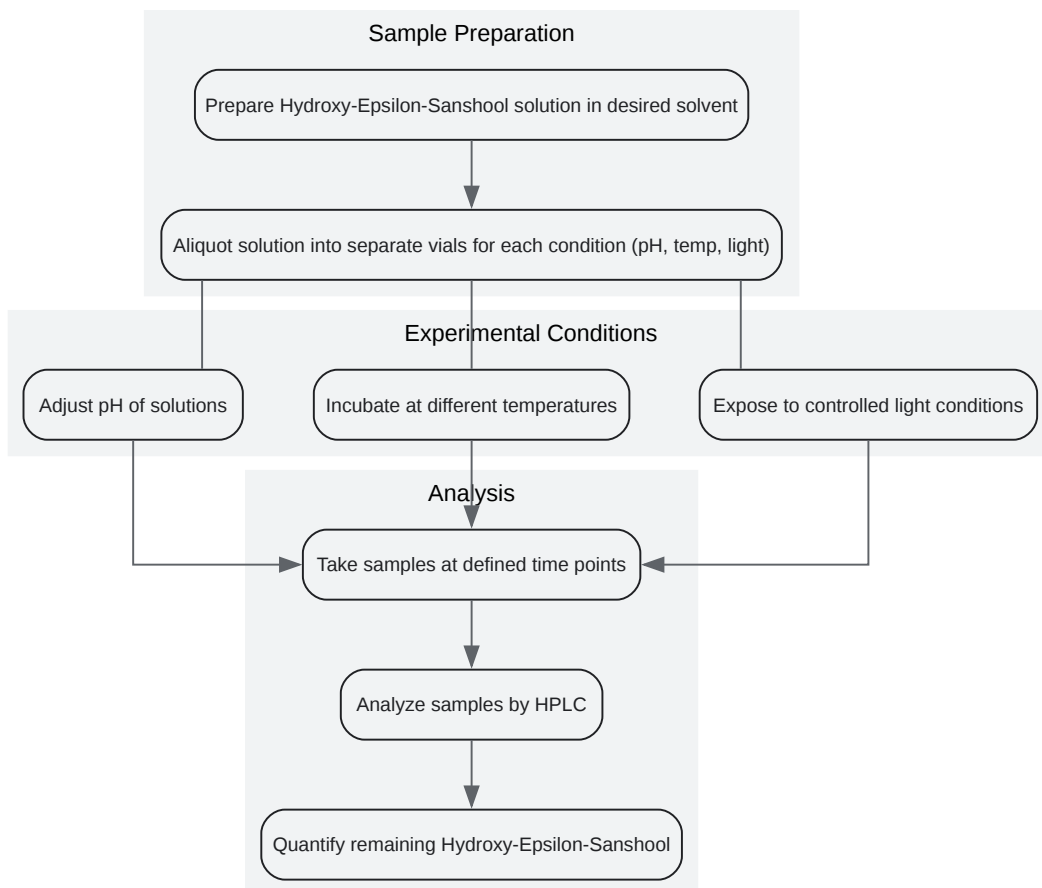 Sample Preparation
Prepare Hydroxy-Epsilon-Sanshool solution in desired solvent
Aliquot solution into separate vials for each condition (pH, temp, light)
Experimental Conditions
Adjust pH of solutions
Incubate at different temperatures
Expose to controlled light conditions
Analysis
Take samples at defined time points
Analyze samples by HPLC
Quantify remaining Hydroxy-Epsilon-Sanshool